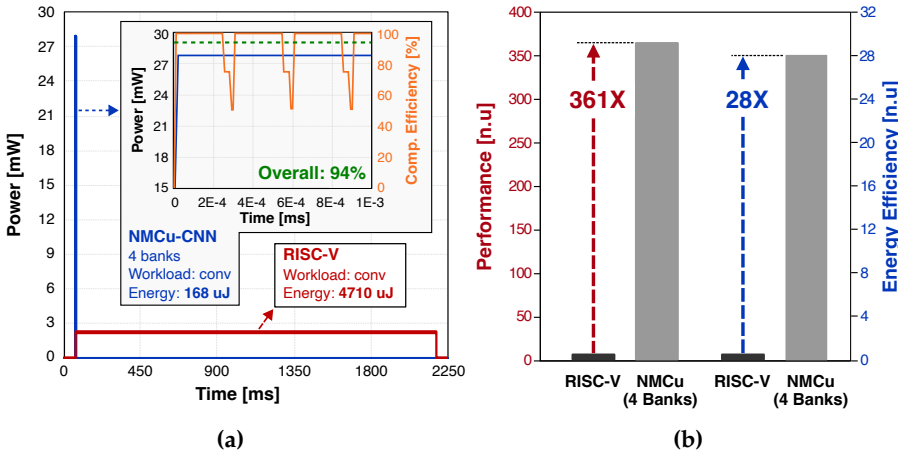 30
27
24
21
18
15
12
9
6
3
0
Power [mW]
0
450
900
1350
1800
2250
Time [ms]
30
27
24
21
18
15
Power [mW]
100
80
60
40
20
0
Comp. Efficiency [%]
Overall: 94%
0
2E-4
4E-4
6E-4
8E-4
1E-3
Time [ms]
NMCu-CNN
4 banks
Workload: conv
Energy: 168 uJ
RISC-V
Workload: conv
Energy: 4710 uJ
(a)
400
350
300
250
200
150
100
50
0
Performance [n.u]
361X
28X
32
28
24
20
16
12
8
4
0
Energy Efficiency [n.u]
RISC-V
NMCu
(4 Banks)
RISC-V
NMCu
(4 Banks)
(b)